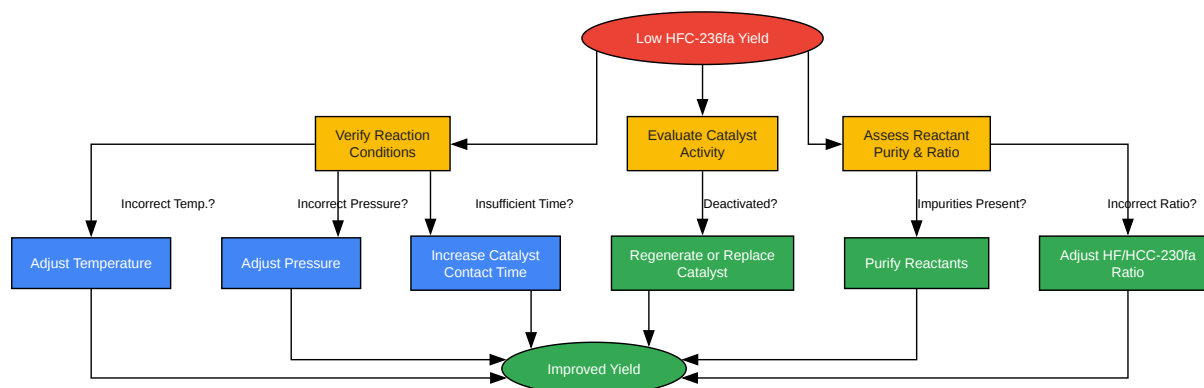 Low HFC-236fa Yield
Verify Reaction
Conditions
Evaluate Catalyst
Activity
Assess Reactant
Purity & Ratio
Incorrect Temp.?
Incorrect Pressure?
Insufficient Time?
Deactivated?
Impurities Present?
Incorrect Ratio?
Adjust Temperature
Adjust Pressure
Increase Catalyst
Contact Time
Regenerate or Replace
Catalyst
Purify Reactants
Adjust HF/HCC-230fa
Ratio
Improved Yield